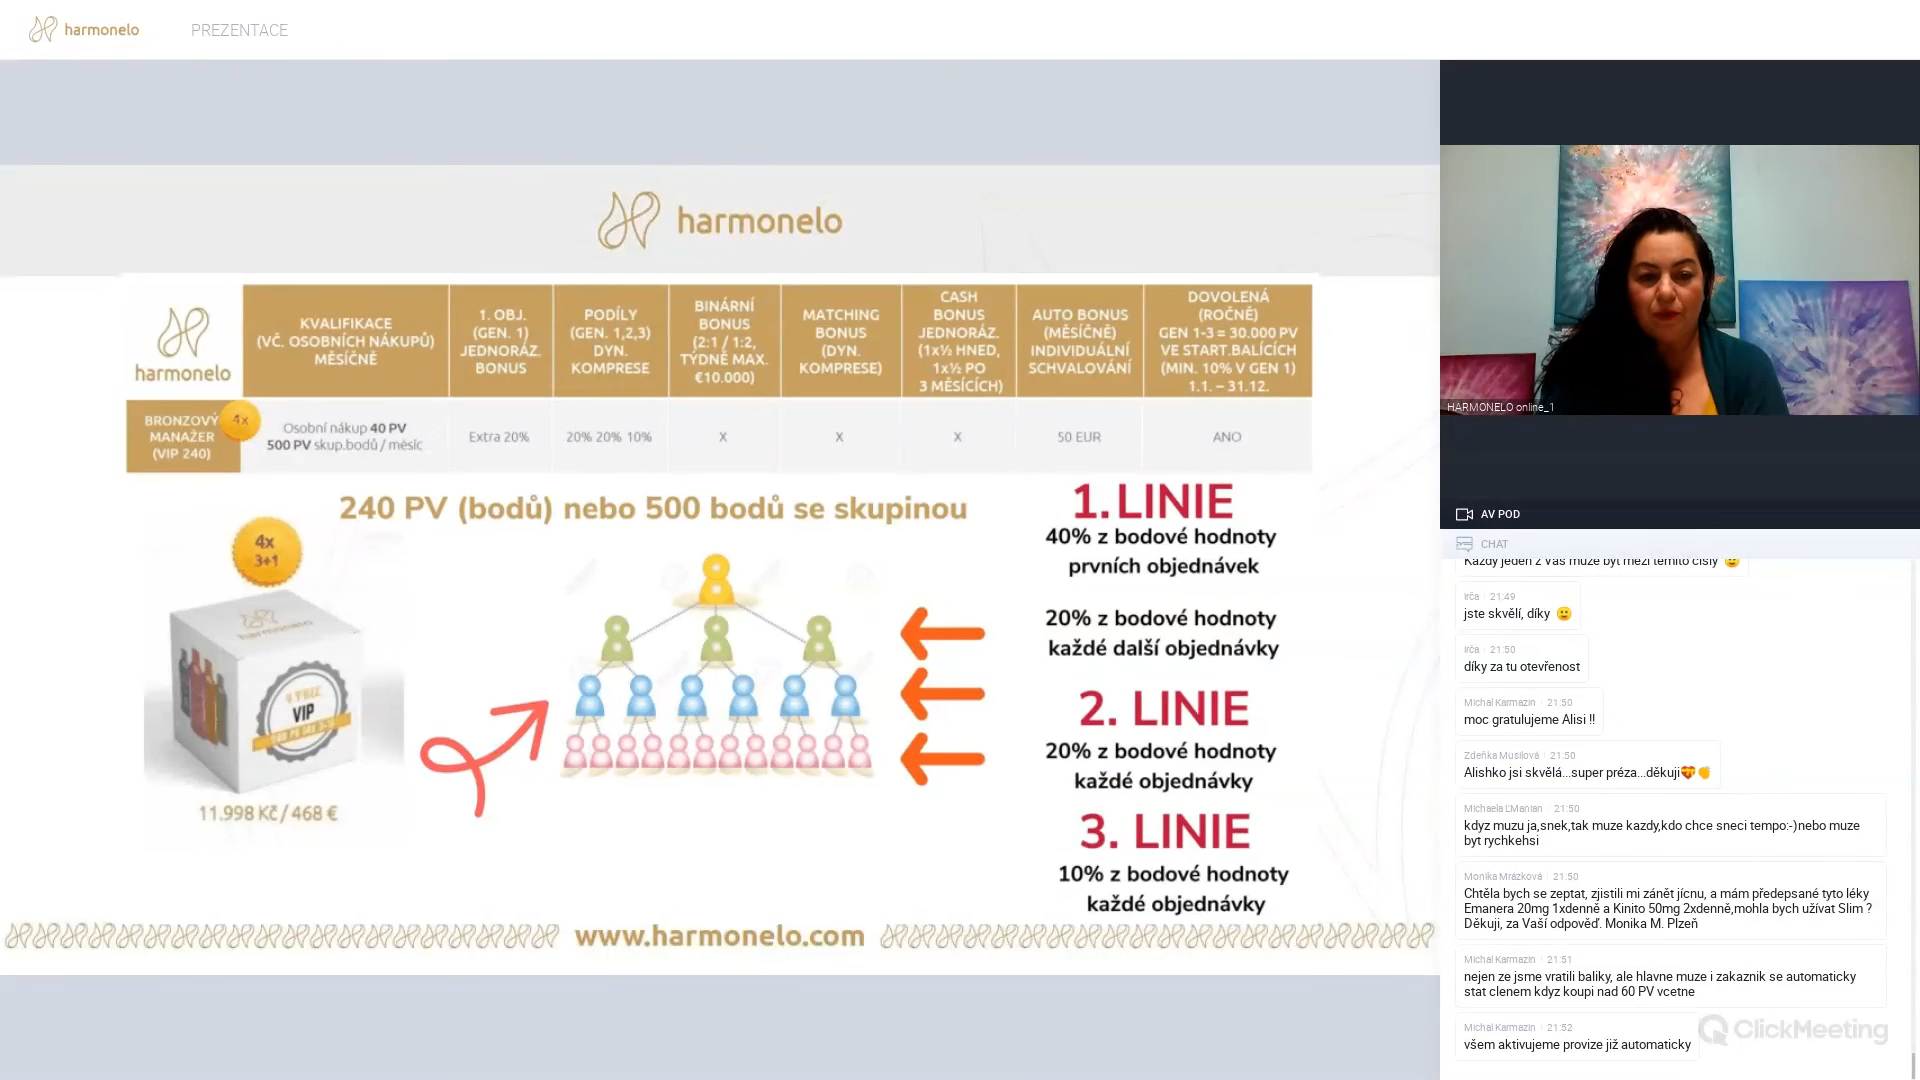 harmonelo
PREZENTACE
harmonelo
harmonelo
KVALIFIKACE
(VČ. OSOBNÍCH NÁKUPŮ)
MĚSÍČNĚ
1. OBJ.
(GEN. 1)
JEDNORÁZ.
BONUS
PODÍLY
(GEN. 1,2,3)
DYN.
KOMPRESE
BINÁRNÍ
BONUS
(2:1 / 1:2,
TÝDNĚ MAX.
€10.000)
MATCHING
BONUS
(DYN.
KOMPRESE)
CASH
BONUS
JEDNORÁZ.
(1x½ HNED,
1x½ PO
3 MĚSÍCÍCH)
AUTO BONUS
(MĚSÍČNĚ)
INDIVIDUÁLNÍ
SCHVALOVÁNÍ
DOVOLENÁ
(ROČNĚ)
GEN 1-3 = 30.000 PV
VE START.BALÍCÍCH
(MIN. 10% V GEN 1)
1.1. – 31.12.
BRONZOVÝ
MANAŽER
(VIP 240)
4x
Osobní nákup 40 PV
500 PV skup.bodů / měsíc
Extra 20%
20% 20% 10%
X
X
X
50 EUR
ANO
240 PV (bodů) nebo 500 bodů se skupinou
4x
3+1
harmonelo
VIP
11.998 Kč / 468 €
1. LINIE
40% z bodové hodnoty
prvních objednávek
20% z bodové hodnoty
každé další objednávky
2. LINIE
20% z bodové hodnoty
každé objednávky
3. LINIE
10% z bodové hodnoty
každé objednávky
www.harmonelo.com
HARMONELO online_1
AV POD
CHAT
Každý jeden z Vás může být mezi těmito čísly 🙂
irča 21:49
jste skvělí, díky 🙂
irča 21:50
díky za tu otevřenost
Michal Karmazin 21:50
moc gratulujeme Alisi !!
Zdeňka Musilová 21:50
Alishko jsi skvělá...super préza...děkuji💝👏
Michaela ĽManian 21:50
kdyz muzu ja,snek,tak muze kazdy,kdo chce sneci tempo:-)nebo muze
byt rychkehsi
Monika Mrázková 21:50
Chtěla bych se zeptat, zjistili mi zánět jícnu, a mám předepsané tyto léky
Emanera 20mg 1xdenně a Kinito 50mg 2xdenně,mohla bych užívat Slim ?
Děkuji, za Vaší odpověď. Monika M. Plzeň
Michal Karmazin 21:51
nejen ze jsme vratili baliky, ale hlavne muze i zakaznik se automaticky
stat clenem kdyz koupi nad 60 PV vcetne
Michal Karmazin 21:52
všem aktivujeme provize již automaticky
ClickMeeting